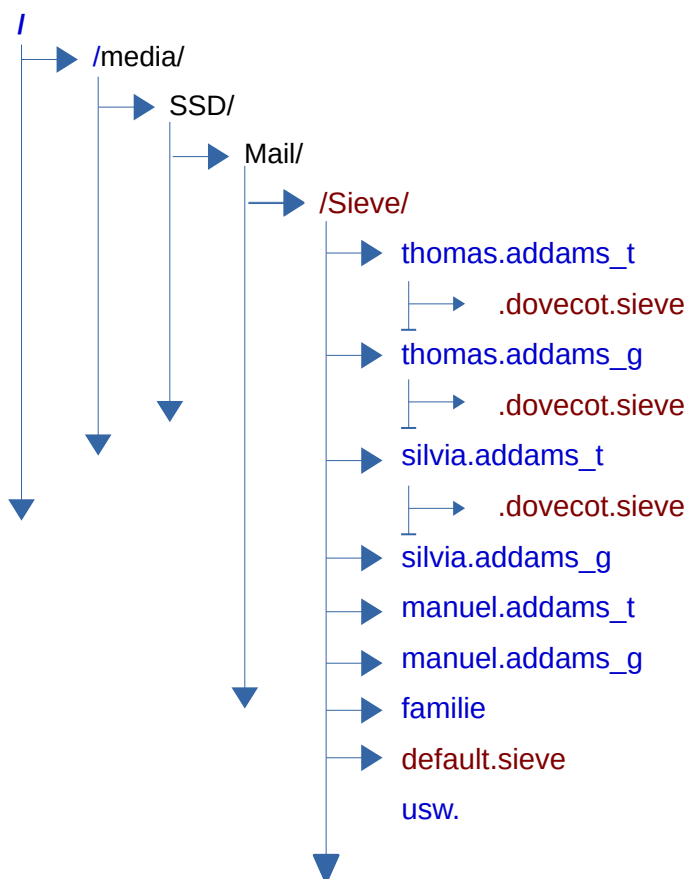 /
/media/
SSD/
Mail/
/Sieve/
thomas.addams_t
.dovecot.sieve
thomas.addams_g
.dovecot.sieve
silvia.addams_t
.dovecot.sieve
silvia.addams_g
manuel.addams_t
manuel.addams_g
familie
default.sieve
usw.